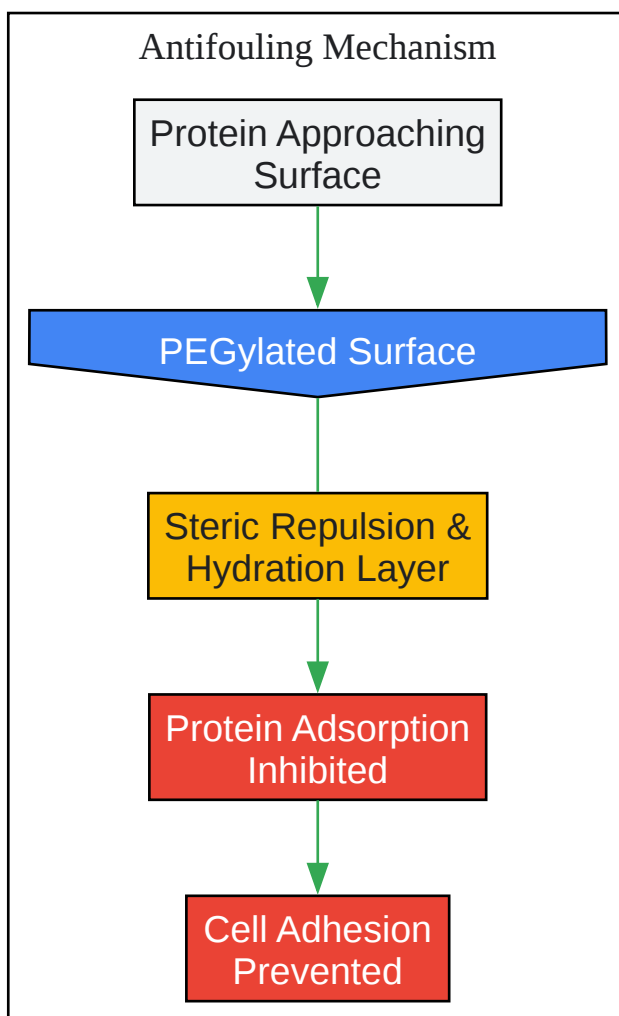 Antifouling Mechanism
Protein Approaching
Surface
PEGylated Surface
Steric Repulsion &
Hydration Layer
Protein Adsorption
Inhibited
Cell Adhesion
Prevented